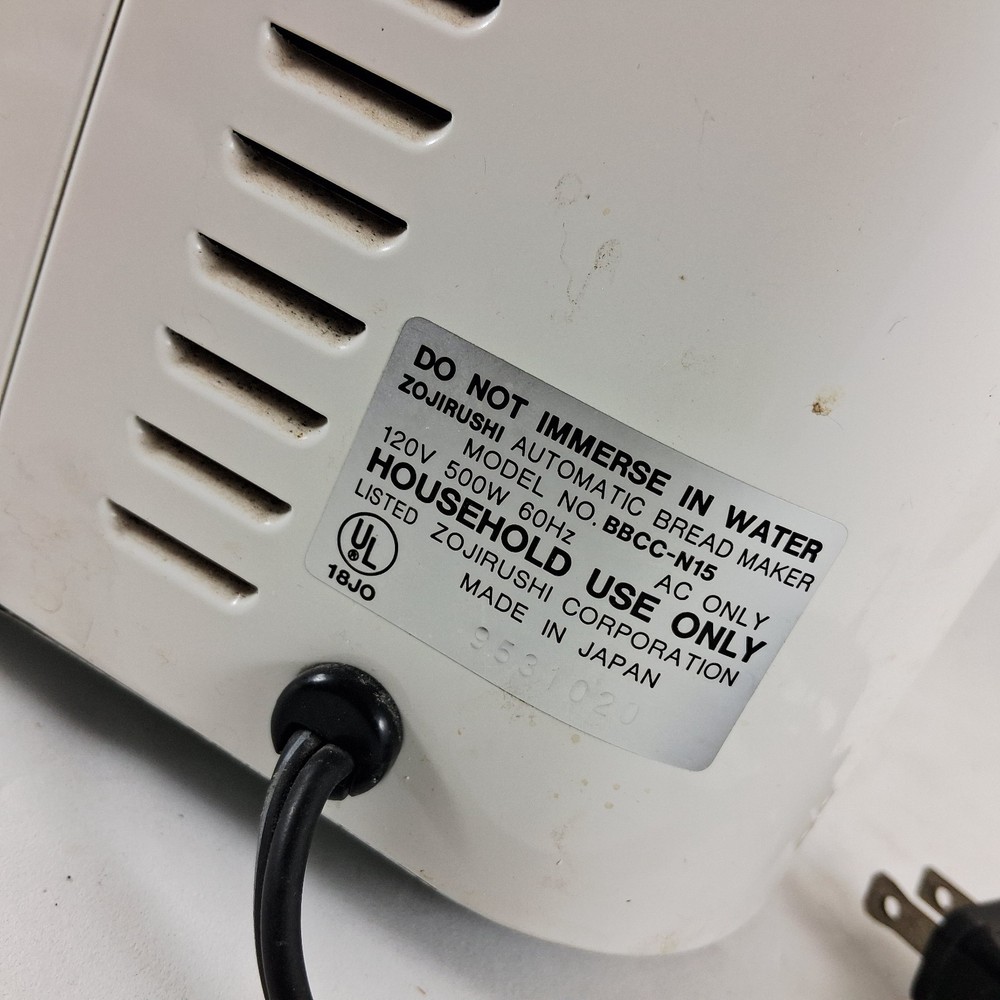 DO NOT IMMERSE IN WATER
ZOJIRUSHI AUTOMATIC BREAD MAKER
MODEL NO. BBCC-N15
120V 500W 60Hz AC ONLY
HOUSEHOLD USE ONLY
LISTED ZOJIRUSHI CORPORATION
UL ®
MADE IN JAPAN
18JO
9531020